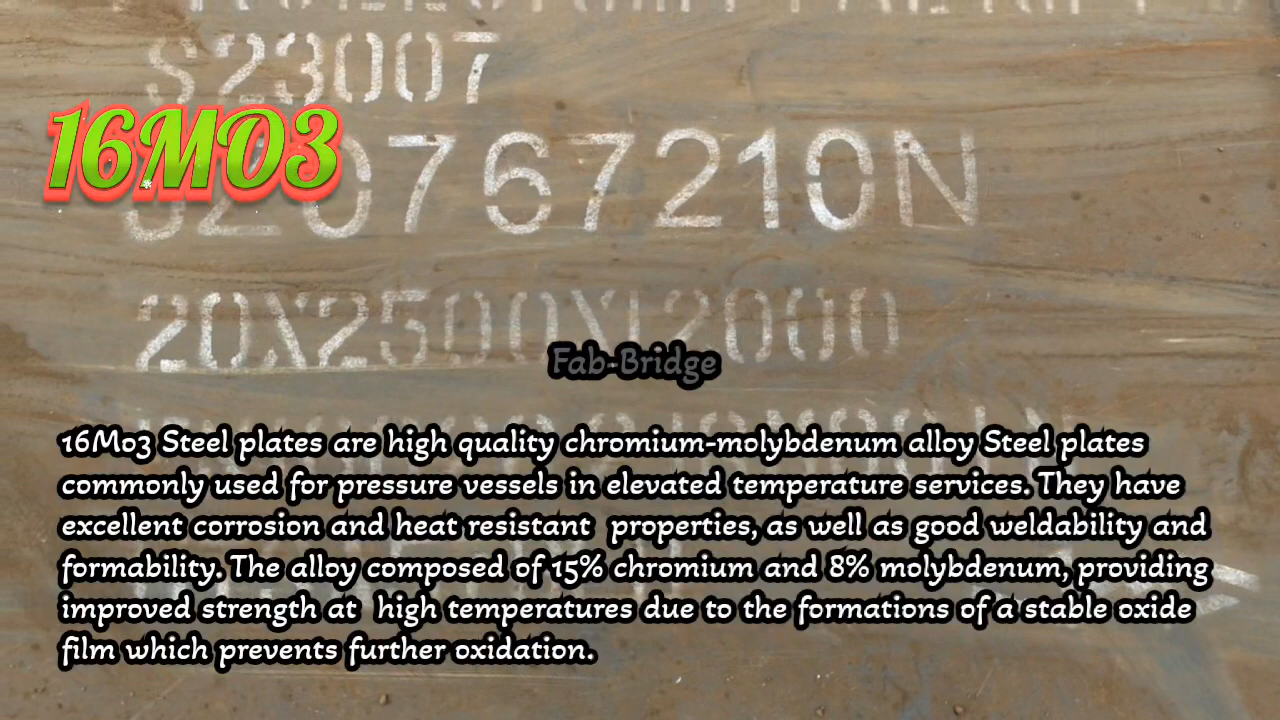 S23007
16MO3
0767210N
20X2500X12000
Fab-Bridge
16Mo3 Steel plates are high quality chromium-molybdenum alloy Steel plates
commonly used for pressure vessels in elevated temperature services. They have
excellent corrosion and heat resistant properties, as well as good weldability and
formability. The alloy composed of 15% chromium and 8% molybdenum, providing
improved strength at high temperatures due to the formations of a stable oxide
film which prevents further oxidation.